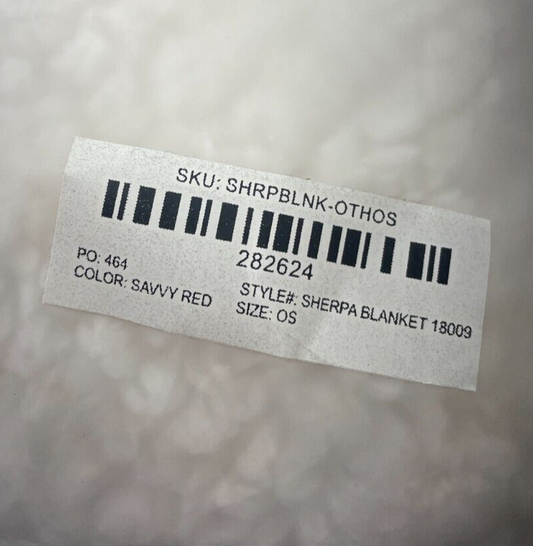 SKU: SHRPBLNK-OTHOS
282624
PO: 464
COLOR: SAVVY RED
STYLE#: SHERPA BLANKET 18009
SIZE: OS